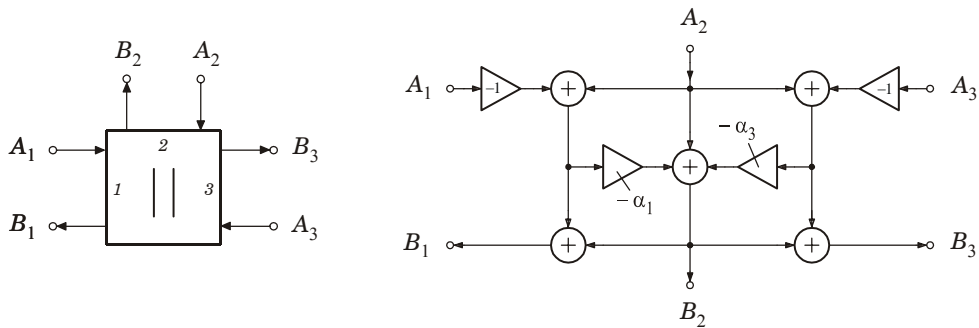 B₂ A₂
A₁ B₃
2
1 3
B₁ A₃
A₂
A₁ −1 + + −1 A₃
− α₃
+
− α₁
B₁ + + B₃
B₂